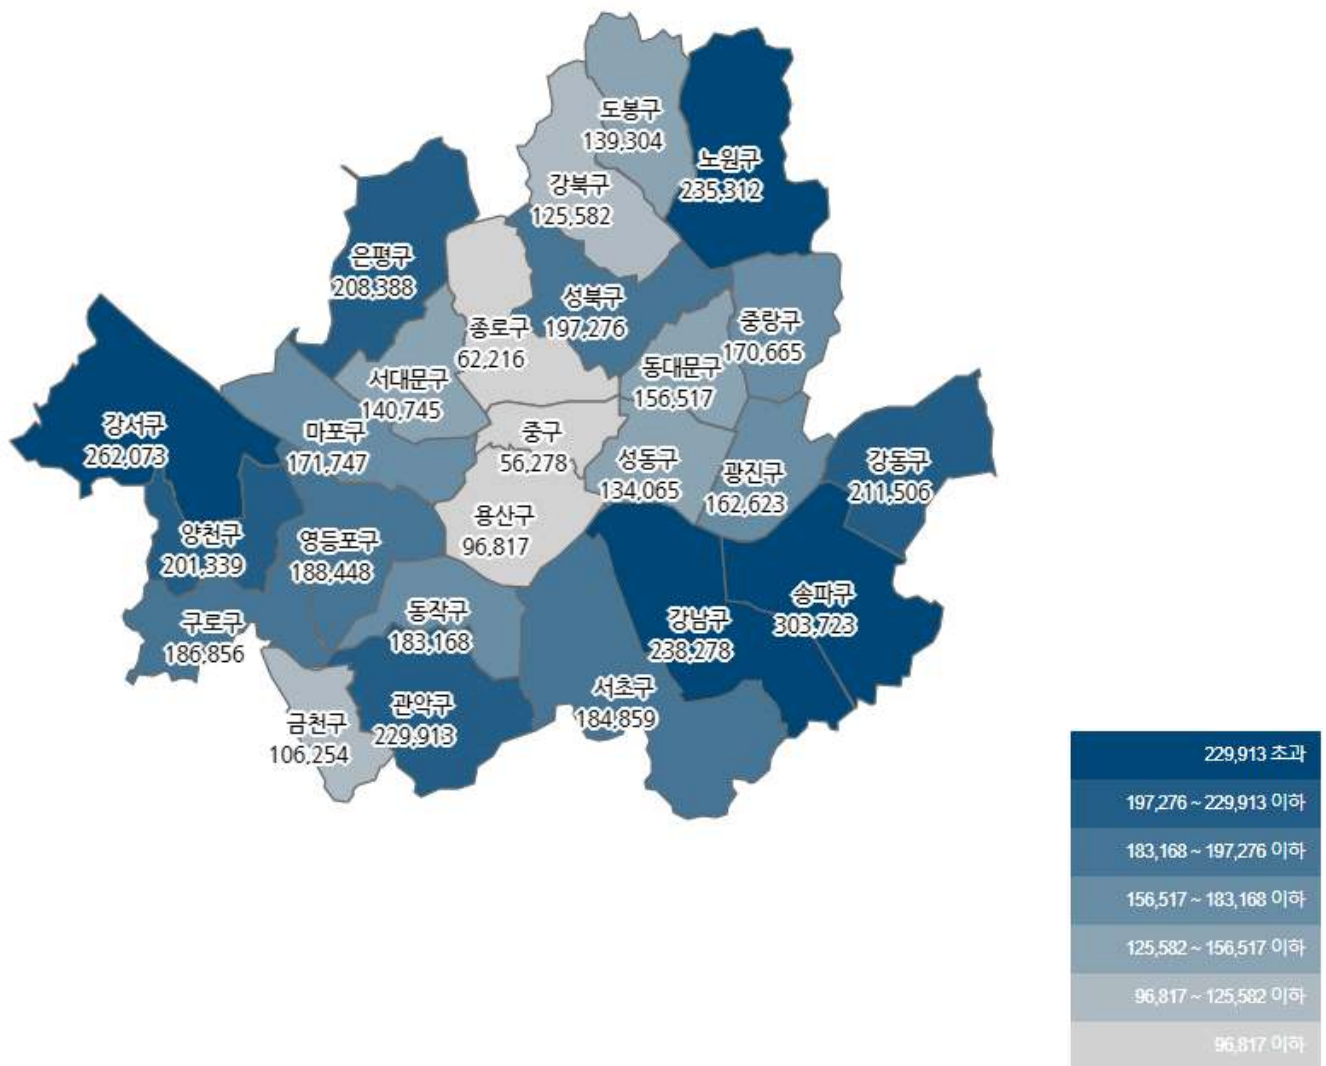 도봉구
139,304
노원구
235,312
강북구
125,582
은평구
208,388
성북구
197,276
종로구
62,216
중랑구
170,665
동대문구
156,517
서대문구
140,745
강서구
262,073
마포구
171,747
중구
56,278
성동구
134,065
광진구
162,623
강동구
211,506
양천구
201,339
영등포구
188,448
용산구
96,817
구로구
186,856
동작구
183,168
강남구
238,278
송파구
303,723
금천구
106,254
관악구
229,913
서초구
184,859
229,913 초과
197,276 ~ 229,913 이하
183,168 ~ 197,276 이하
156,517 ~ 183,168 이하
125,582 ~ 156,517 이하
96,817 ~ 125,582 이하
96,817 이하